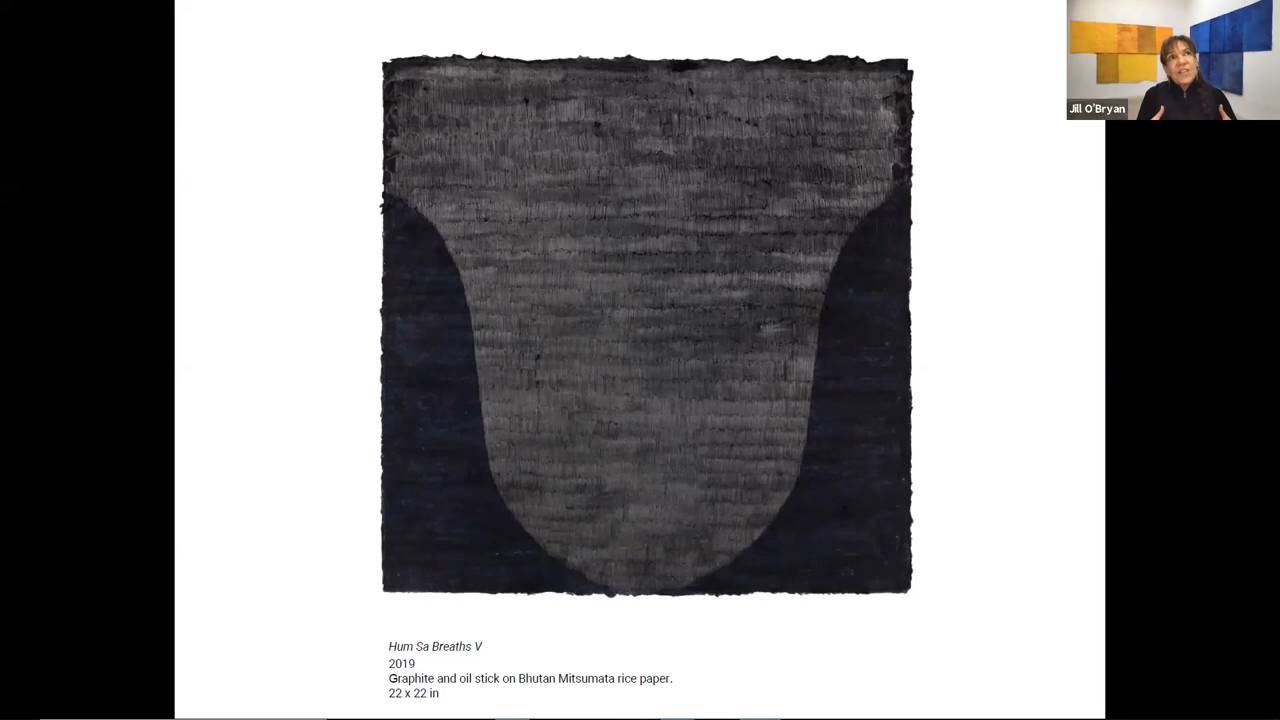 Jill O'Bryan
Hum Sa Breaths V
2019
Graphite and oil stick on Bhutan Mitsumata rice paper.
22 x 22 in